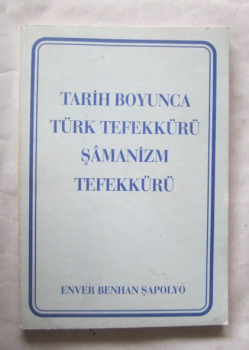 TARİH BOYUNCA
TÜRK TEFEKKÜRÜ
ŞÂMANİZM
TEFEKKÜRÜ
ENVER BENHAN ŞAPOLYO